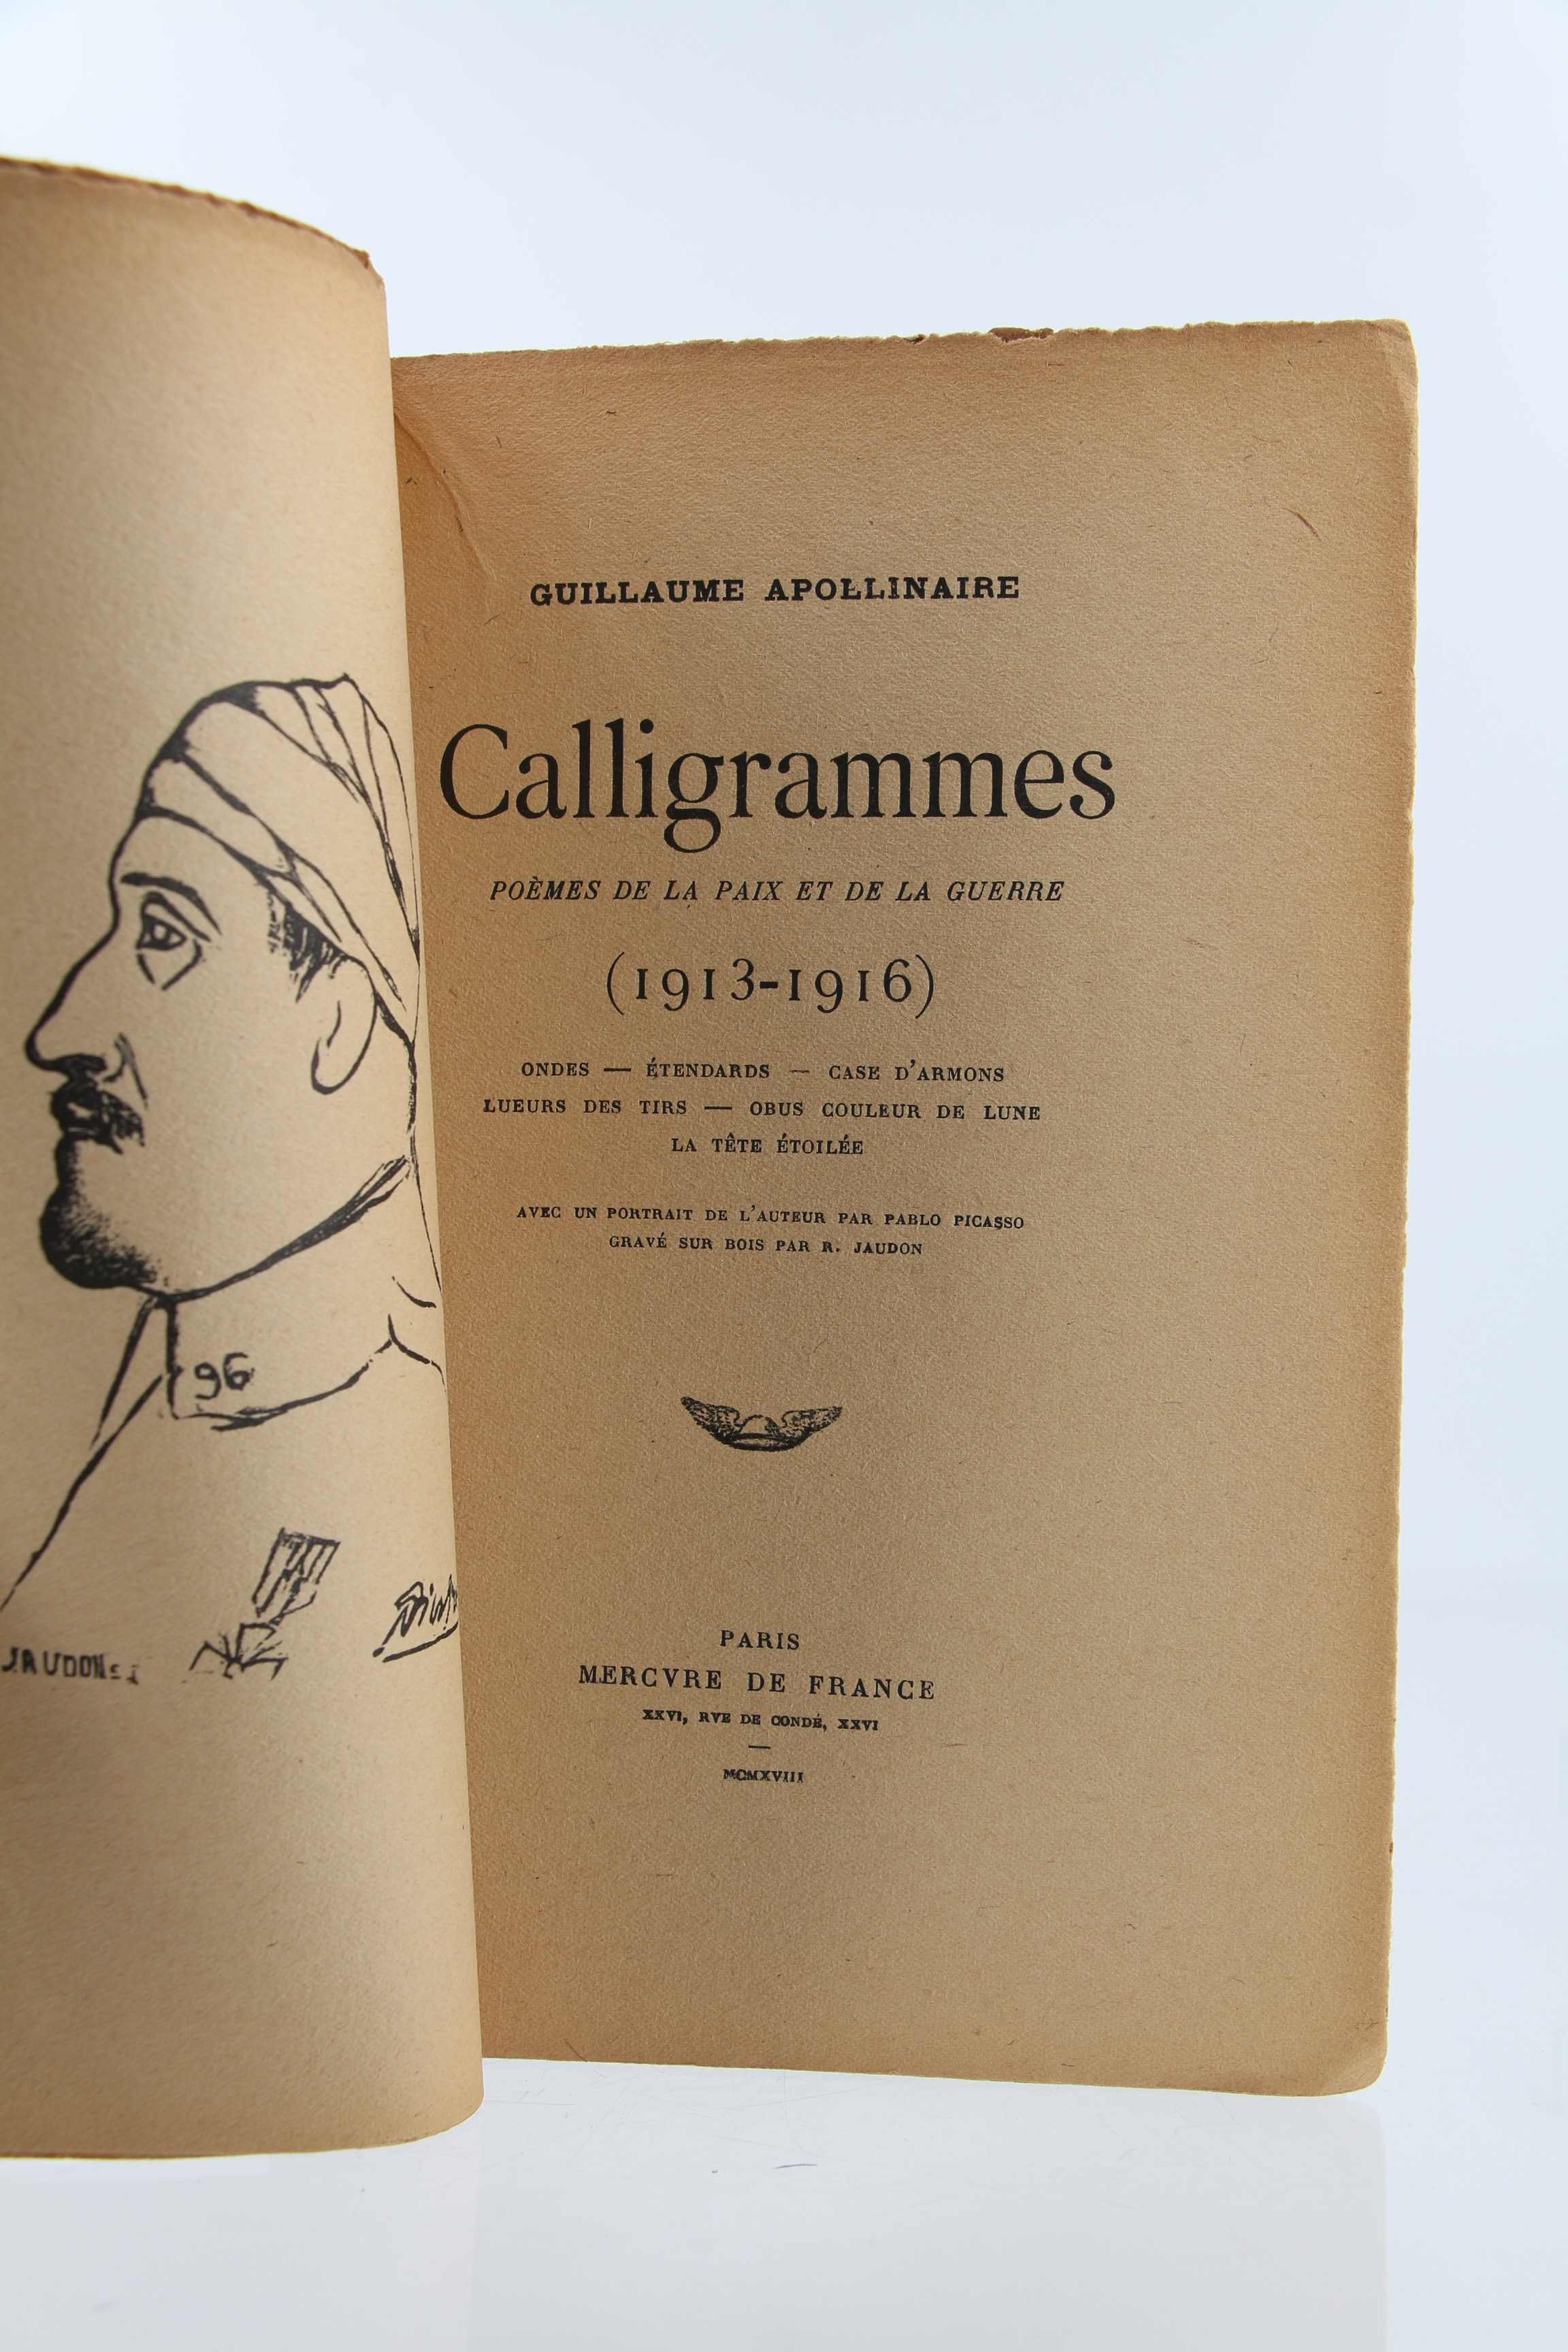 96
JAUDON
GUILLAUME APOLLINAIRE
Calligrammes
POÈMES DE LA PAIX ET DE LA GUERRE
(1913-1916)
ONDES — ÉTENDARDS — CASE D'ARMONS
LUEURS DES TIRS — OBUS COULEUR DE LUNE
LA TÊTE ÉTOILÉE
AVEC UN PORTRAIT DE L'AUTEUR PAR PABLO PICASSO
GRAVÉ SUR BOIS PAR R. JAUDON
PARIS
MERCVRE DE FRANCE
XXVI, RVE DE CONDÉ, XXVI
MCMXVIII